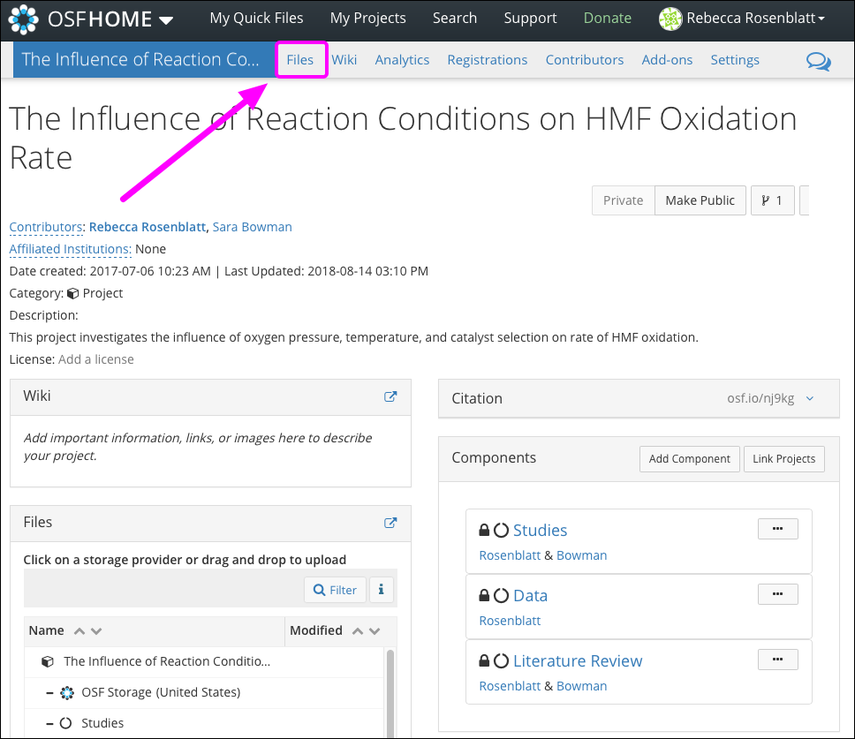 OSFHOME My Quick Files My Projects Search Support Donate Rebecca Rosenblatt
The Influence of Reaction Co... Files Wiki Analytics Registrations Contributors Add-ons Settings
The Influence of Reaction Conditions on HMF Oxidation
Rate
Private Make Public 1
Contributors: Rebecca Rosenblatt, Sara Bowman
Affiliated Institutions: None
Date created: 2017-07-06 10:23 AM | Last Updated: 2018-08-14 03:10 PM
Category: Project
Description:
This project investigates the influence of oxygen pressure, temperature, and catalyst selection on rate of HMF oxidation.
License: Add a license
Wiki
Add important information, links, or images here to describe
your project.
Files
Click on a storage provider or drag and drop to upload
Filter i
Name Modified
The Influence of Reaction Conditio...
OSF Storage (United States)
Studies
Citation osf.io/nj9kg
Components Add Component Link Projects
Studies ...
Rosenblatt & Bowman
Data ...
Rosenblatt
Literature Review ...
Rosenblatt & Bowman